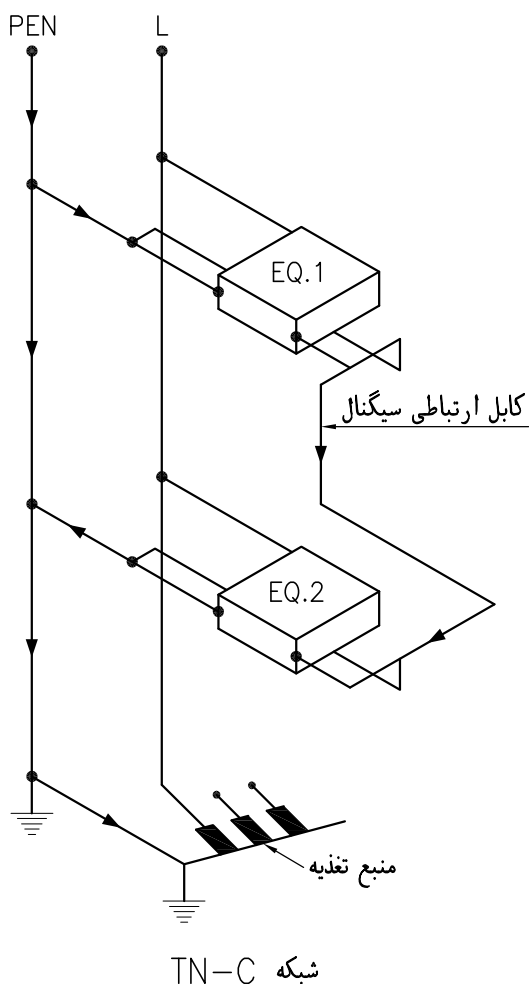 PEN L
EQ.1
کابل ارتباطی سیگنال
EQ.2
منبع تغذیه
شبکه TN-C